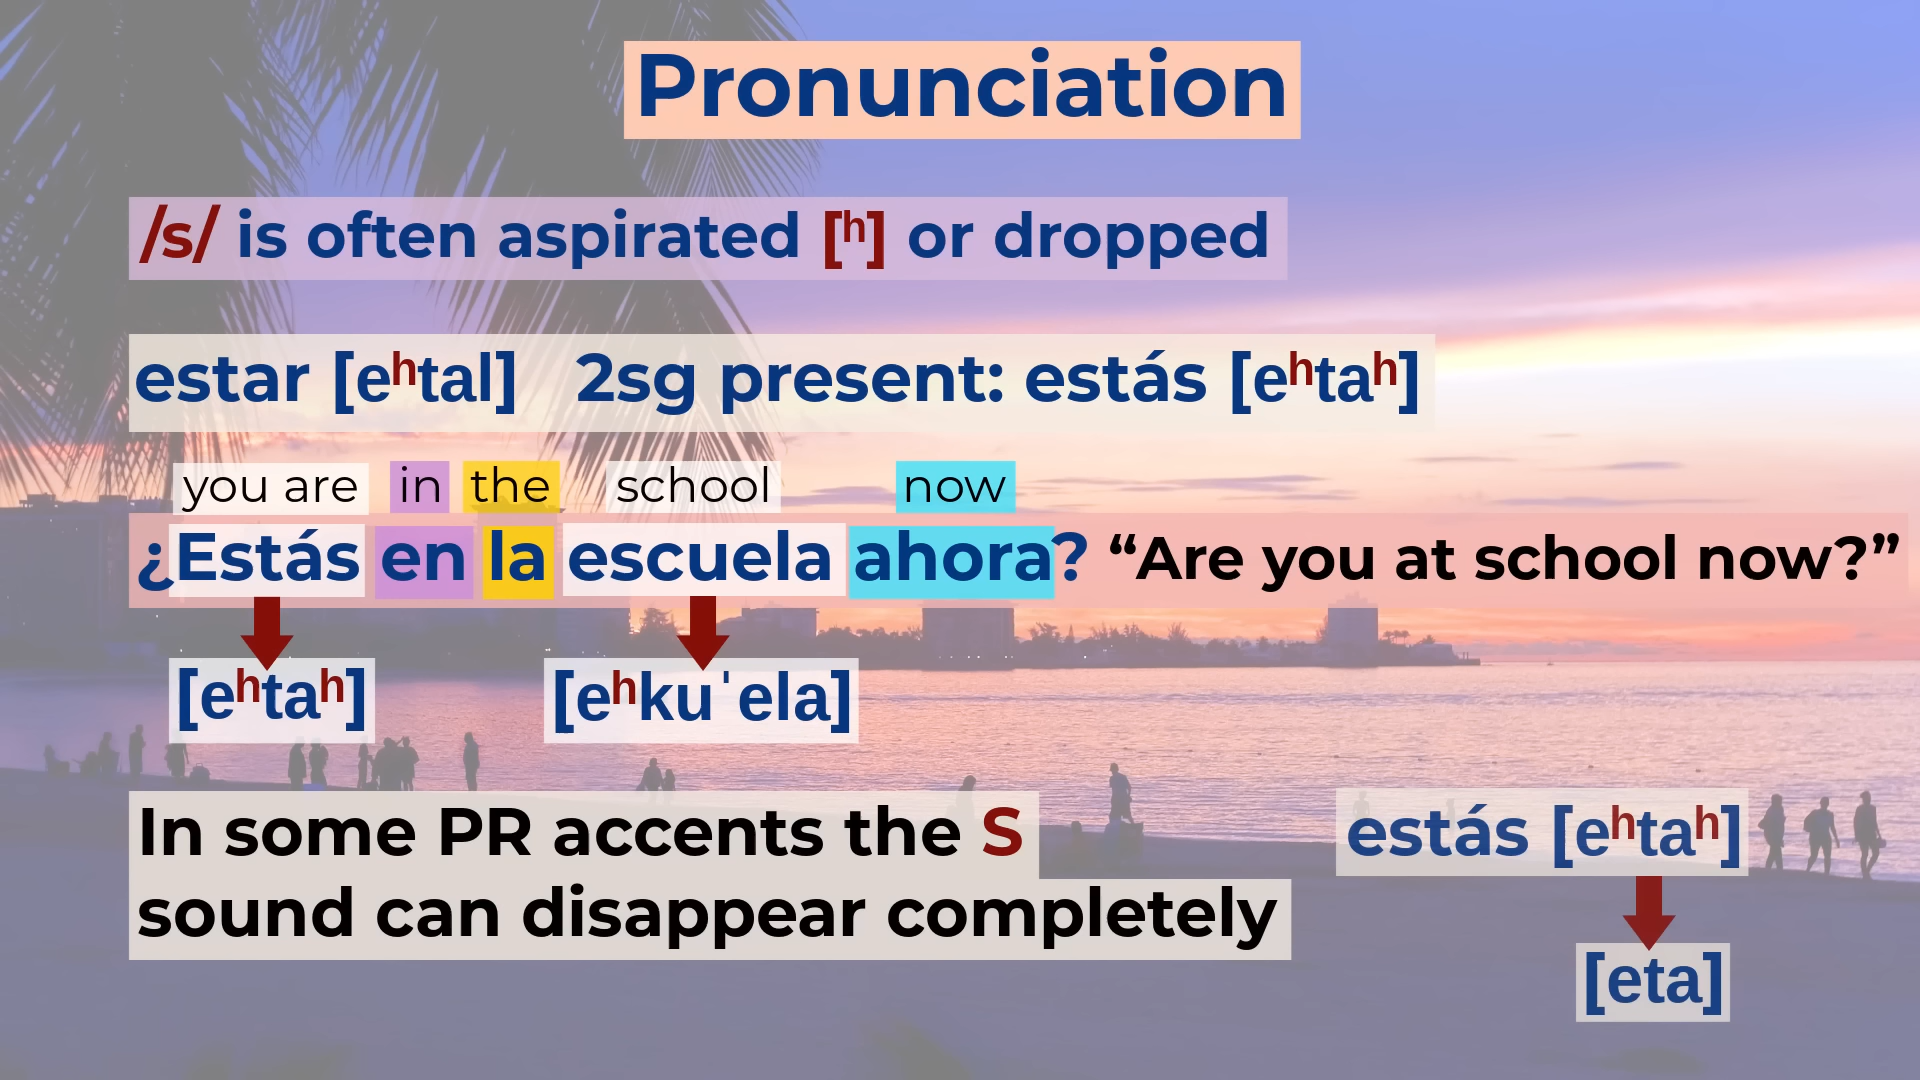 Pronunciation
/s/ is often aspirated [ʰ] or dropped
estar [eʰtal] 2sg present: estás [eʰtaʰ]
you are in the school now
¿Estás en la escuela ahora? “Are you at school now?”
[eʰtaʰ] [eʰkuˈela]
In some PR accents the S
sound can disappear completely
estás [eʰtaʰ]
[eta]